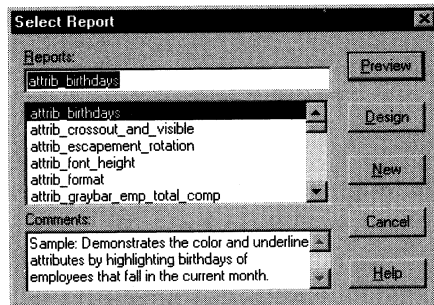 Select Report
Reports:
attrib_birthdays
Preview
attrib_birthdays
attrib_crossout_and_visible
attrib_escapement_rotation
attrib_font_height
attrib_format
attrib_graybar_emp_total_comp
Design
New
Comments:
Sample: Demonstrates the color and underline
attributes by highlighting birthdays of
employees that fall in the current month.
Cancel
Help